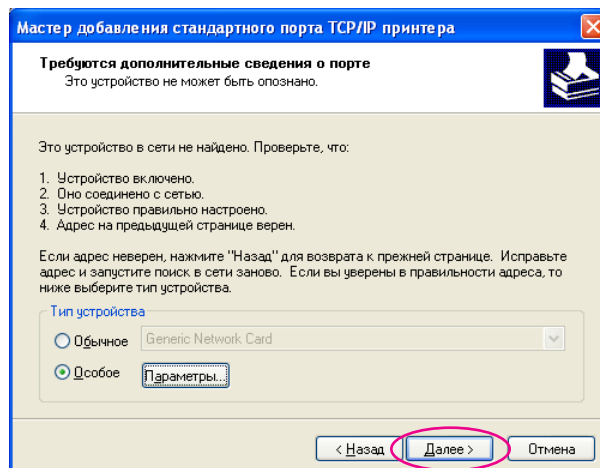 Мастер добавления стандартного порта TCP/IP принтера
Требуются дополнительные сведения о порте
Это устройство не может быть опознано.
Это устройство в сети не найдено. Проверьте, что:
1. Устройство включено.
2. Оно соединено с сетью.
3. Устройство правильно настроено.
4. Адрес на предыдущей странице верен.
Если адрес неверен, нажмите "Назад" для возврата к прежней странице. Исправьте
адрес и запустите поиск в сети заново. Если вы уверены в правильности адреса, то
ниже выберите тип устройства.
Тип устройства
Обычное Generic Network Card
Особое Параметры...
< Назад Далее > Отмена